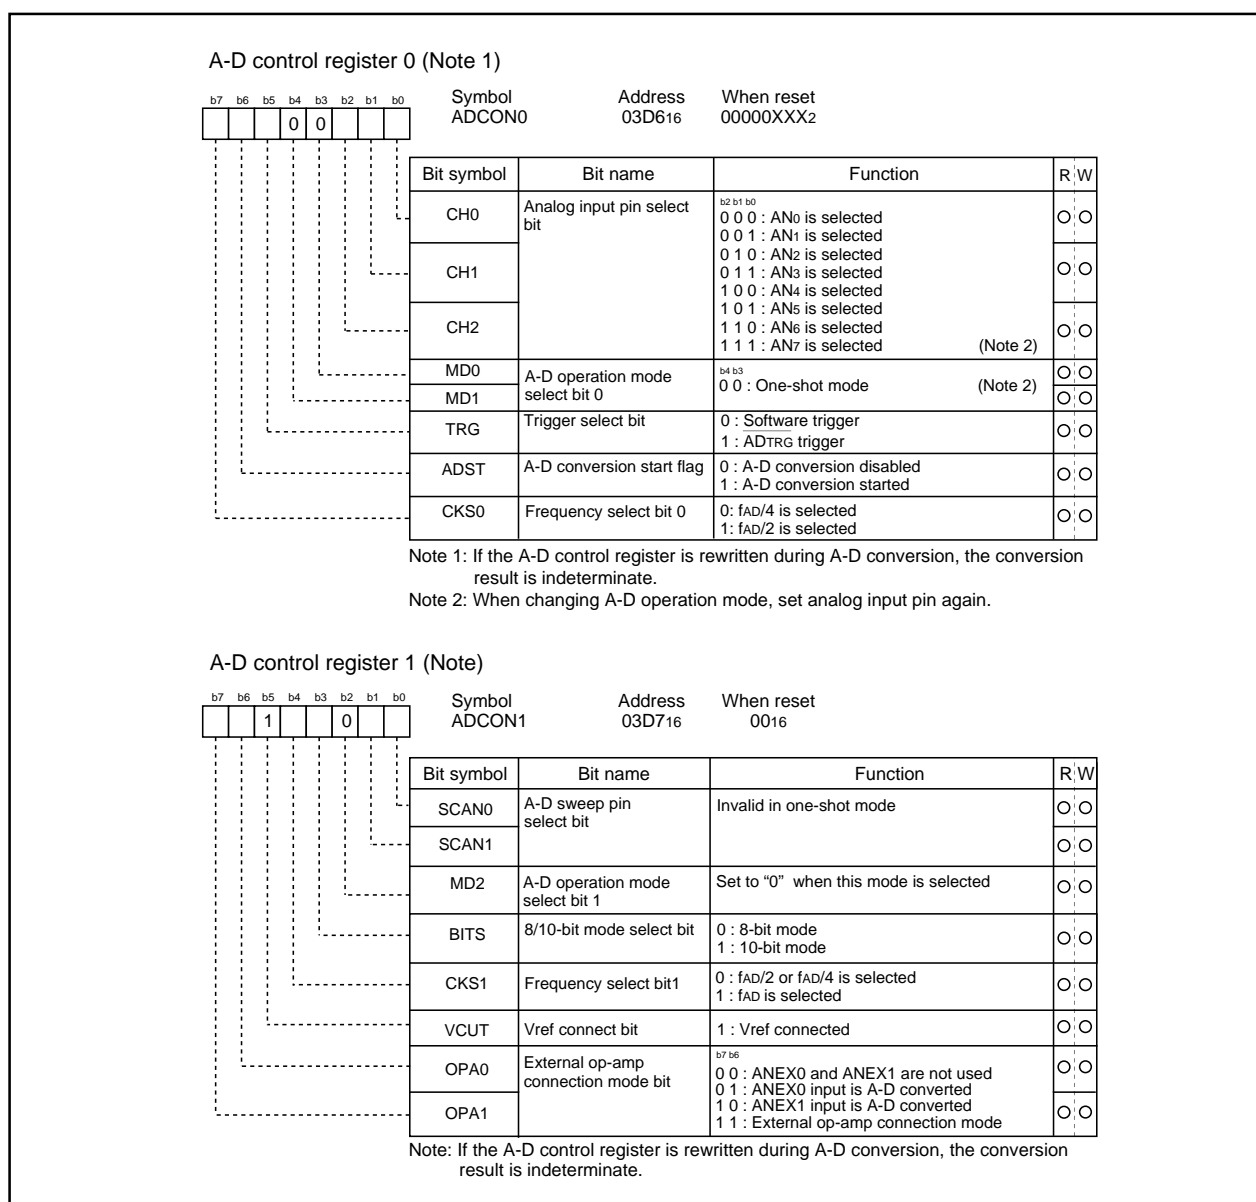 A-D control register 0 (Note 1)
b7 b6 b5 b4 b3 b2 b1 b0
0 0
Symbol Address When reset
ADCON0 03D616 00000XXX2
Bit symbol Bit name Function R W
CH0 Analog input pin select bit
b2 b1 b0
0 0 0 : AN0 is selected
0 0 1 : AN1 is selected
0 1 0 : AN2 is selected
CH1
0 1 1 : AN3 is selected
1 0 0 : AN4 is selected
1 0 1 : AN5 is selected
CH2
1 1 0 : AN6 is selected
1 1 1 : AN7 is selected (Note 2)
MD0 A-D operation mode select bit 0
b4 b3
0 0 : One-shot mode (Note 2)
MD1
TRG Trigger select bit 0 : Software trigger
1 : ADTRG trigger
ADST A-D conversion start flag 0 : A-D conversion disabled
1 : A-D conversion started
CKS0 Frequency select bit 0 0: fAD/4 is selected
1: fAD/2 is selected
Note 1: If the A-D control register is rewritten during A-D conversion, the conversion
result is indeterminate.
Note 2: When changing A-D operation mode, set analog input pin again.
A-D control register 1 (Note)
b7 b6 b5 b4 b3 b2 b1 b0
1 0
Symbol Address When reset
ADCON1 03D716 0016
Bit symbol Bit name Function R W
SCAN0 A-D sweep pin select bit Invalid in one-shot mode
SCAN1
MD2 A-D operation mode select bit 1 Set to “0” when this mode is selected
BITS 8/10-bit mode select bit 0 : 8-bit mode
1 : 10-bit mode
CKS1 Frequency select bit1 0 : fAD/2 or fAD/4 is selected
1 : fAD is selected
VCUT Vref connect bit 1 : Vref connected
OPA0 External op-amp connection mode bit
b7 b6
0 0 : ANEX0 and ANEX1 are not used
0 1 : ANEX0 input is A-D converted
1 0 : ANEX1 input is A-D converted
OPA1
1 1 : External op-amp connection mode
Note: If the A-D control register is rewritten during A-D conversion, the conversion
result is indeterminate.